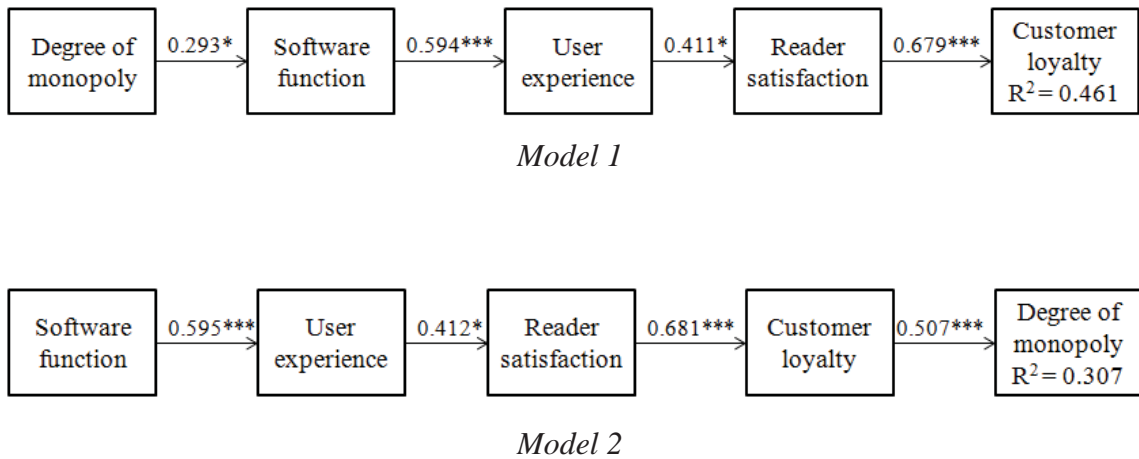 Degree of
monopoly
0.293*
Software
function
0.594***
User
experience
0.411*
Reader
satisfaction
0.679***
Customer
loyalty
R² = 0.461
Model 1
Software
function
0.595***
User
experience
0.412*
Reader
satisfaction
0.681***
Customer
loyalty
0.507***
Degree of
monopoly
R² = 0.307
Model 2